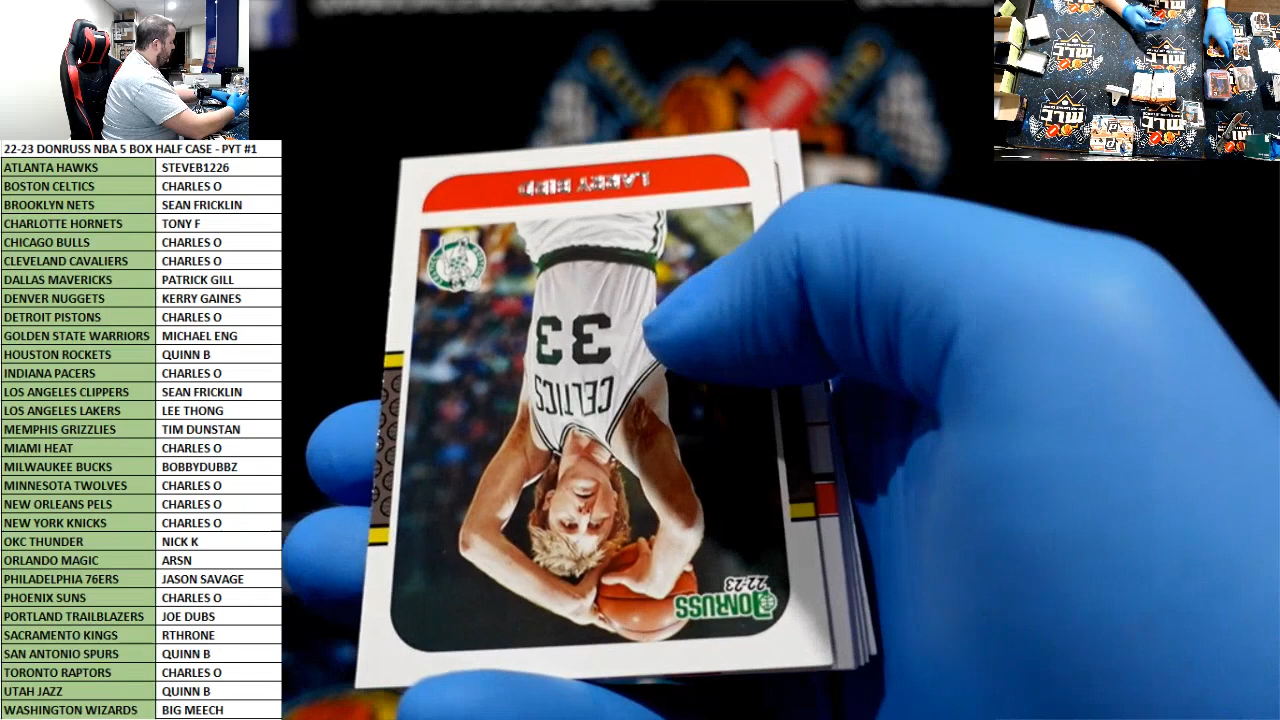 22-23 DONRUSS NBA 5 BOX HALF CASE - PYT #1
ATLANTA HAWKS STEVEB1226
BOSTON CELTICS CHARLES O
BROOKLYN NETS SEAN FRICKLIN
CHARLOTTE HORNETS TONY F
CHICAGO BULLS CHARLES O
CLEVELAND CAVALIERS CHARLES O
DALLAS MAVERICKS PATRICK GILL
DENVER NUGGETS KERRY GAINES
DETROIT PISTONS CHARLES O
GOLDEN STATE WARRIORS MICHAEL ENG
HOUSTON ROCKETS QUINN B
INDIANA PACERS CHARLES O
LOS ANGELES CLIPPERS SEAN FRICKLIN
LOS ANGELES LAKERS LEE THONG
MEMPHIS GRIZZLIES TIM DUNSTAN
MIAMI HEAT CHARLES O
MILWAUKEE BUCKS BOBBYDUBBZ
MINNESOTA TWOLVES CHARLES O
NEW ORLEANS PELS CHARLES O
NEW YORK KNICKS CHARLES O
OKC THUNDER NICK K
ORLANDO MAGIC ARSN
PHILADELPHIA 76ERS JASON SAVAGE
PHOENIX SUNS CHARLES O
PORTLAND TRAILBLAZERS JOE DUBS
SACRAMENTO KINGS RTHRONE
SAN ANTONIO SPURS QUINN B
TORONTO RAPTORS CHARLES O
UTAH JAZZ QUINN B
WASHINGTON WIZARDS BIG MEECH
LARRY BIRD
33
CELTICS
22-23
DONRUSS